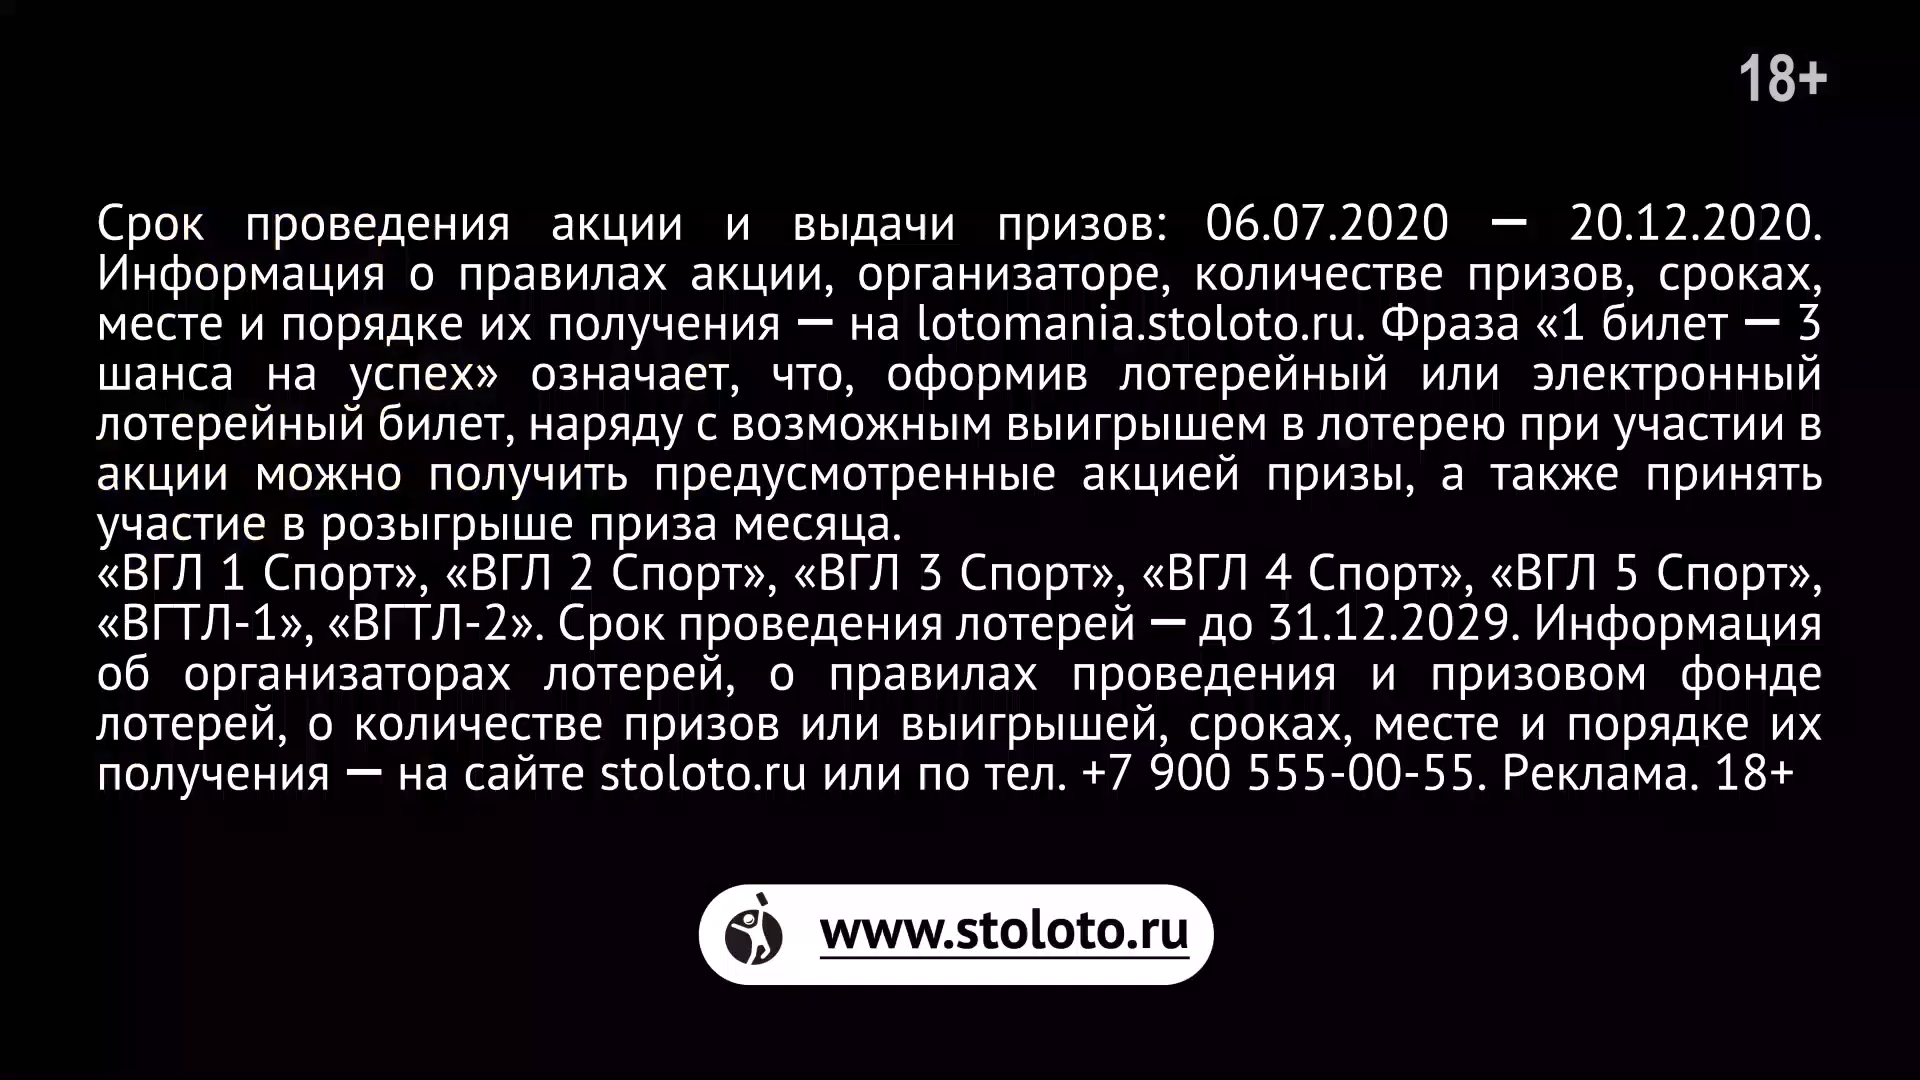 18+
Срок проведения акции и выдачи призов: 06.07.2020 — 20.12.2020.
Информация о правилах акции, организаторе, количестве призов, сроках,
месте и порядке их получения — на lotomania.stoloto.ru. Фраза «1 билет — 3
шанса на успех» означает, что, оформив лотерейный или электронный
лотерейный билет, наряду с возможным выигрышем в лотерею при участии в
акции можно получить предусмотренные акцией призы, а также принять
участие в розыгрыше приза месяца.
«ВГЛ 1 Спорт», «ВГЛ 2 Спорт», «ВГЛ 3 Спорт», «ВГЛ 4 Спорт», «ВГЛ 5 Спорт»,
«ВГТЛ-1», «ВГТЛ-2». Срок проведения лотерей — до 31.12.2029. Информация
об организаторах лотерей, о правилах проведения и призовом фонде
лотерей, о количестве призов или выигрышей, сроках, месте и порядке их
получения — на сайте stoloto.ru или по тел. +7 900 555-00-55. Реклама. 18+
www.stoloto.ru